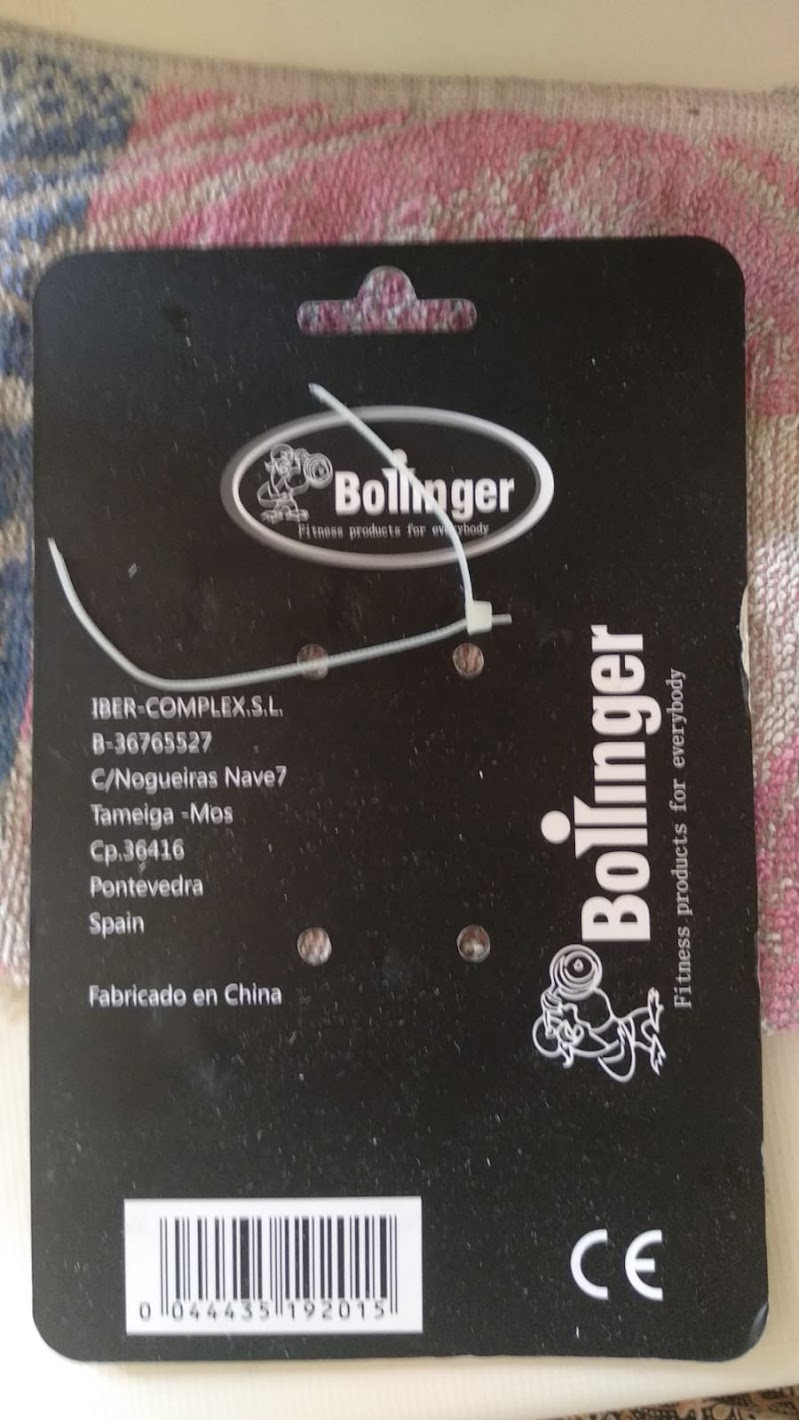 Bollinger
Fitness products for everybody
IBER-COMPLEX.S.L.
B-36765527
C/Nogueiras Nave7
Tameiga -Mos
Cp.36416
Pontevedra
Spain
Fabricado en China
Bollinger
Fitness products for everybody
0 044435 192015
CE